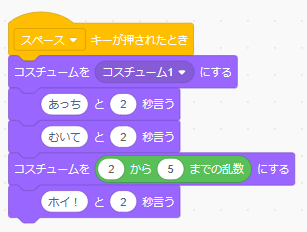 スペース キーが押されたとき
コスチュームを コスチューム1 にする
あっち と 2 秒言う
むいて と 2 秒言う
コスチュームを 2 から 5 までの乱数 にする
ホイ！ と 2 秒言う